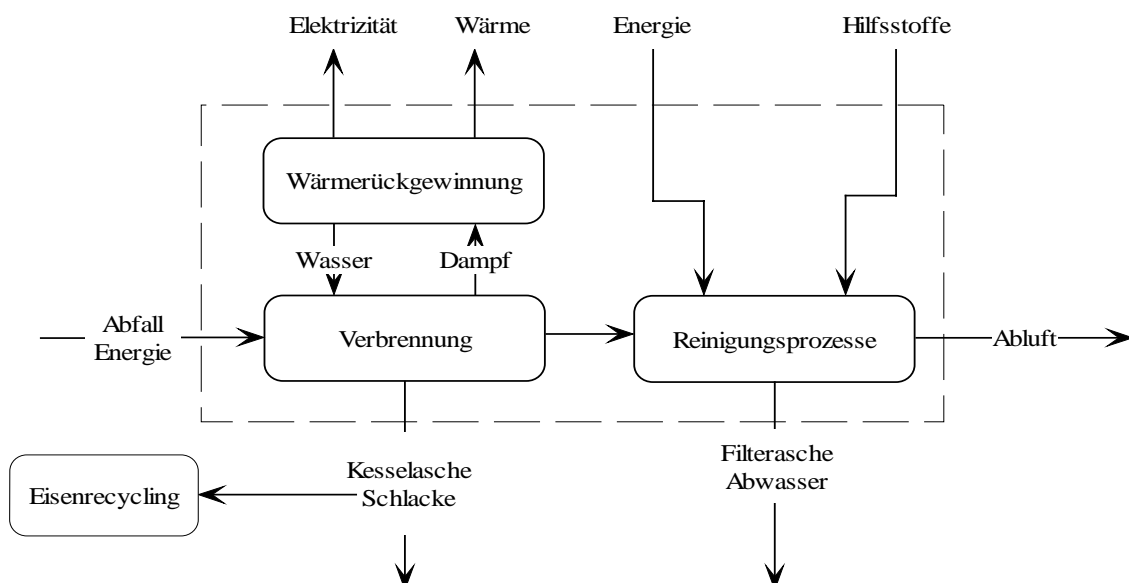 Elektrizität
Wärme
Energie
Hilfsstoffe
Wärmerückgewinnung
Wasser
Dampf
Abfall
Energie
Verbrennung
Reinigungsprozesse
Abluft
Kesselasche
Schlacke
Filterasche
Abwasser
Eisenrecycling